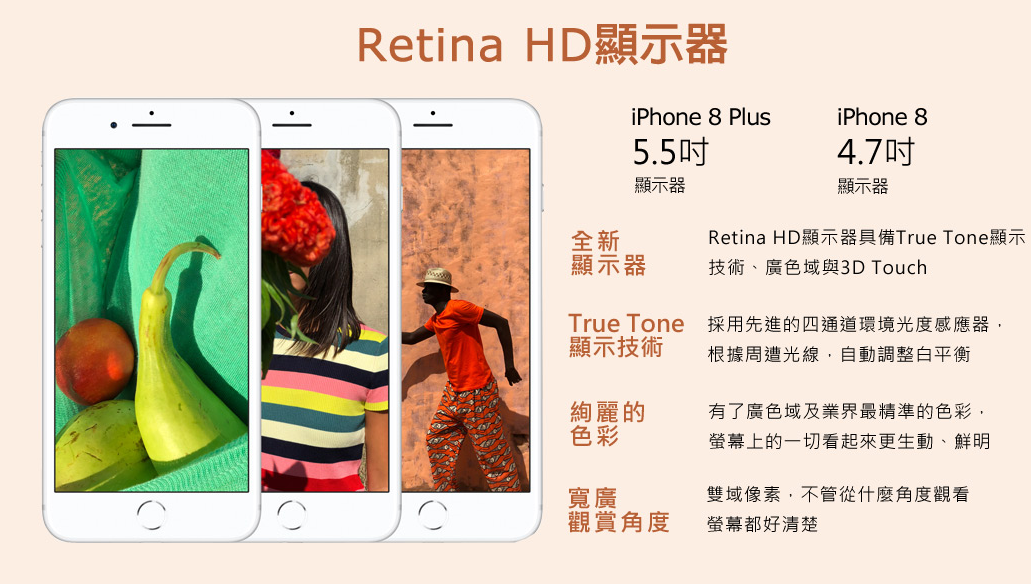 Retina HD顯示器
iPhone 8 Plus
5.5吋
顯示器
iPhone 8
4.7吋
顯示器
全新
顯示器
Retina HD顯示器具備True Tone顯示
技術、廣色域與3D Touch
True Tone
顯示技術
採用先進的四通道環境光度感應器，
根據周遭光線，自動調整白平衡
絢麗的
色彩
有了廣色域及業界最精準的色彩，
螢幕上的一切看起來更生動、鮮明
寬廣
觀賞角度
雙域像素，不管從什麼角度觀看
螢幕都好清楚